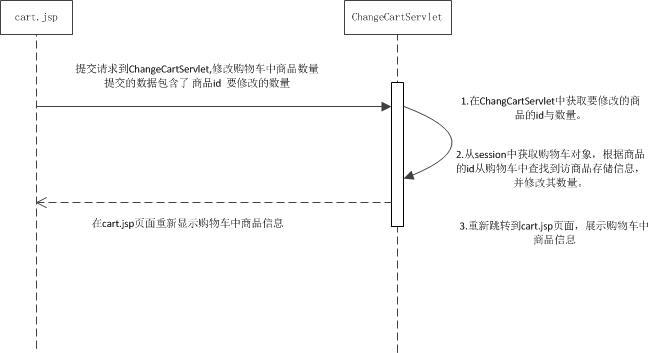 cart.jsp
ChangeCartServlet
提交请求到ChangeCartServlet,修改购物车中商品数量
提交的数据包含了 商品id 要修改的数量
1.在ChangCartServlet中获取要修改的商
品的id与数量。
2.从session中获取购物车对象，根据商品
的id从购物车中查找到访商品存储信息，
并修改其数量。
在cart.jsp页面重新显示购物车中商品信息
3.重新跳转到cart.jsp页面，展示购物车中
商品信息